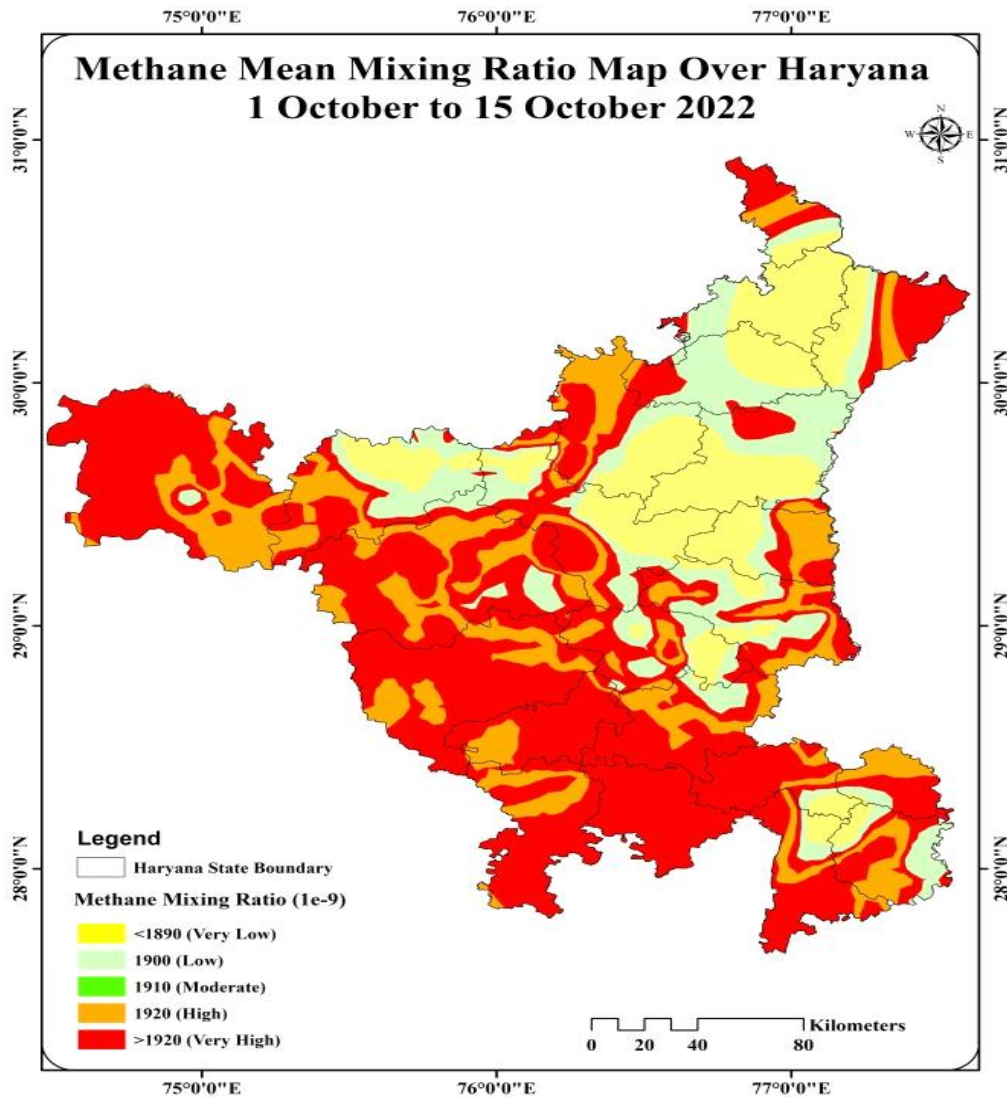 75°0'0"E 76°0'0"E 77°0'0"E
Methane Mean Mixing Ratio Map Over Haryana
1 October to 15 October 2022
N
W E
S
31°0'0"N 31°0'0"N
30°0'0"N 30°0'0"N
29°0'0"N 29°0'0"N
28°0'0"N 28°0'0"N
Legend
Haryana State Boundary
Methane Mixing Ratio (1e-9)
<1890 (Very Low)
1900 (Low)
1910 (Moderate)
1920 (High)
>1920 (Very High)
Kilometers
0 20 40 80
75°0'0"E 76°0'0"E 77°0'0"E